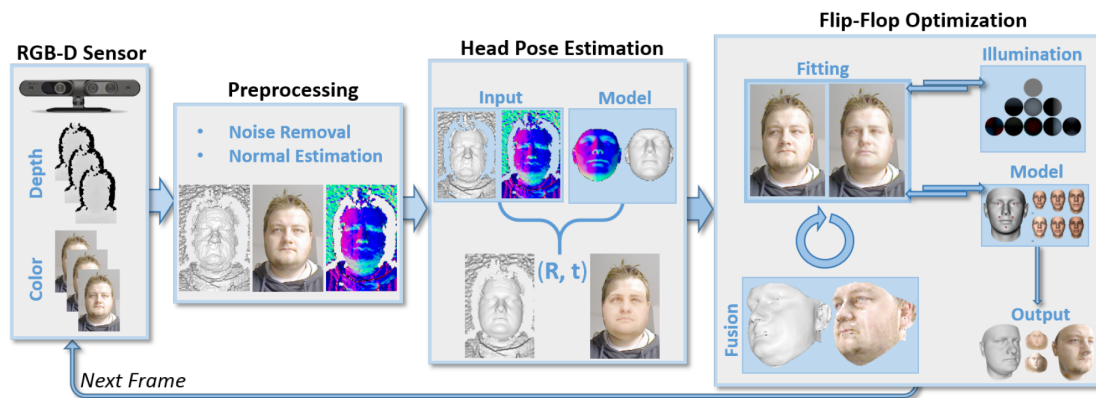 RGB-D Sensor
Depth
Color
Preprocessing
• Noise Removal
• Normal Estimation
Head Pose Estimation
Input
Model
(R, t)
Flip-Flop Optimization
Fitting
Illumination
Model
Fusion
Output
Next Frame